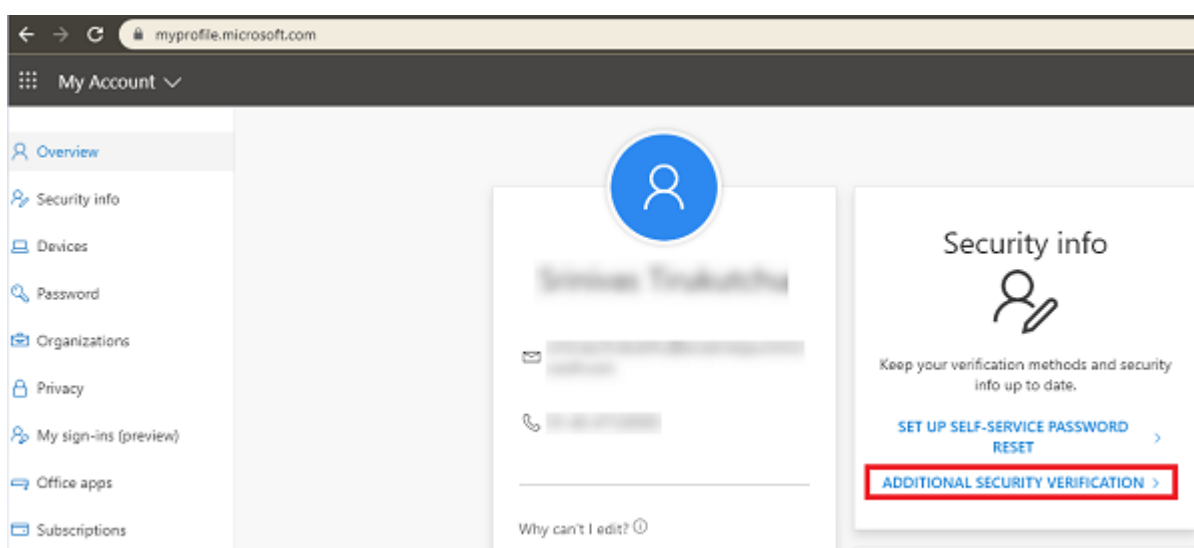 myprofile.microsoft.com
My Account
Overview
Security info
Devices
Password
Organizations
Privacy
My sign-ins (preview)
Office apps
Subscriptions
Why can't I edit?
Security info
Keep your verification methods and security
info up to date.
SET UP SELF-SERVICE PASSWORD
RESET
ADDITIONAL SECURITY VERIFICATION